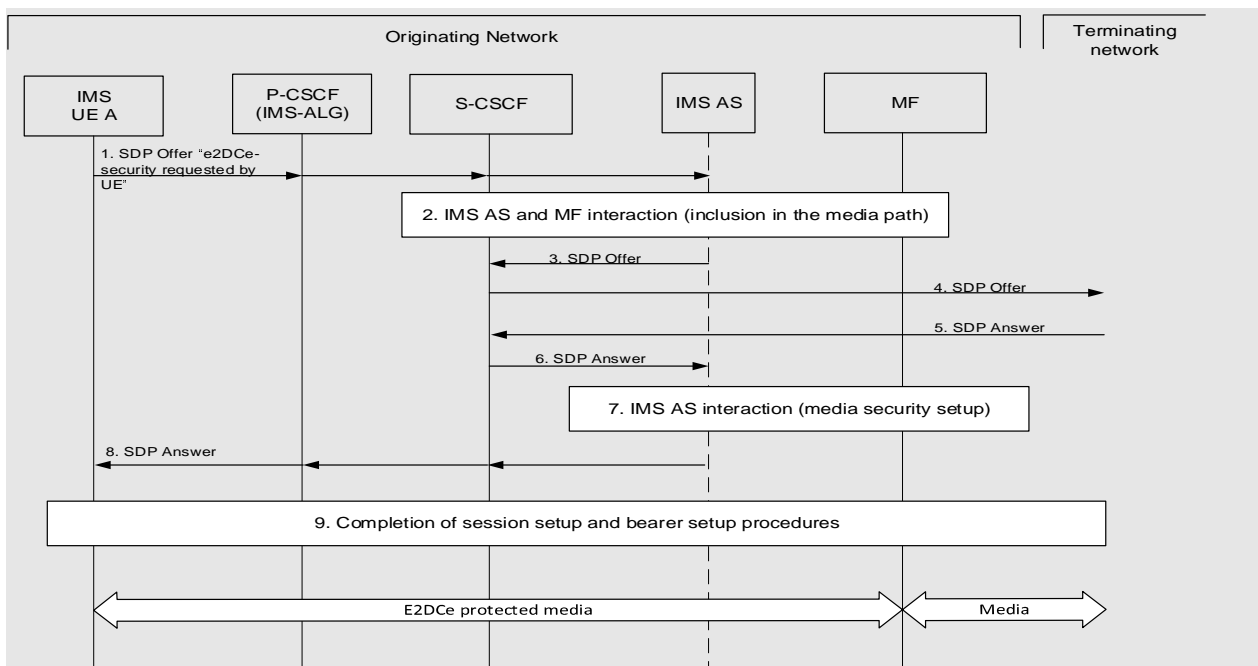 Originating Network
Terminating
network
IMS
UE A
P-CSCF
(IMS-ALG)
S-CSCF
IMS AS
MF
1. SDP Offer “e2DCe-
security requested by
UE”
2. IMS AS and MF interaction (inclusion in the media path)
3. SDP Offer
4. SDP Offer
5. SDP Answer
6. SDP Answer
7. IMS AS interaction (media security setup)
8. SDP Answer
9. Completion of session setup and bearer setup procedures
E2DCe protected media
Media